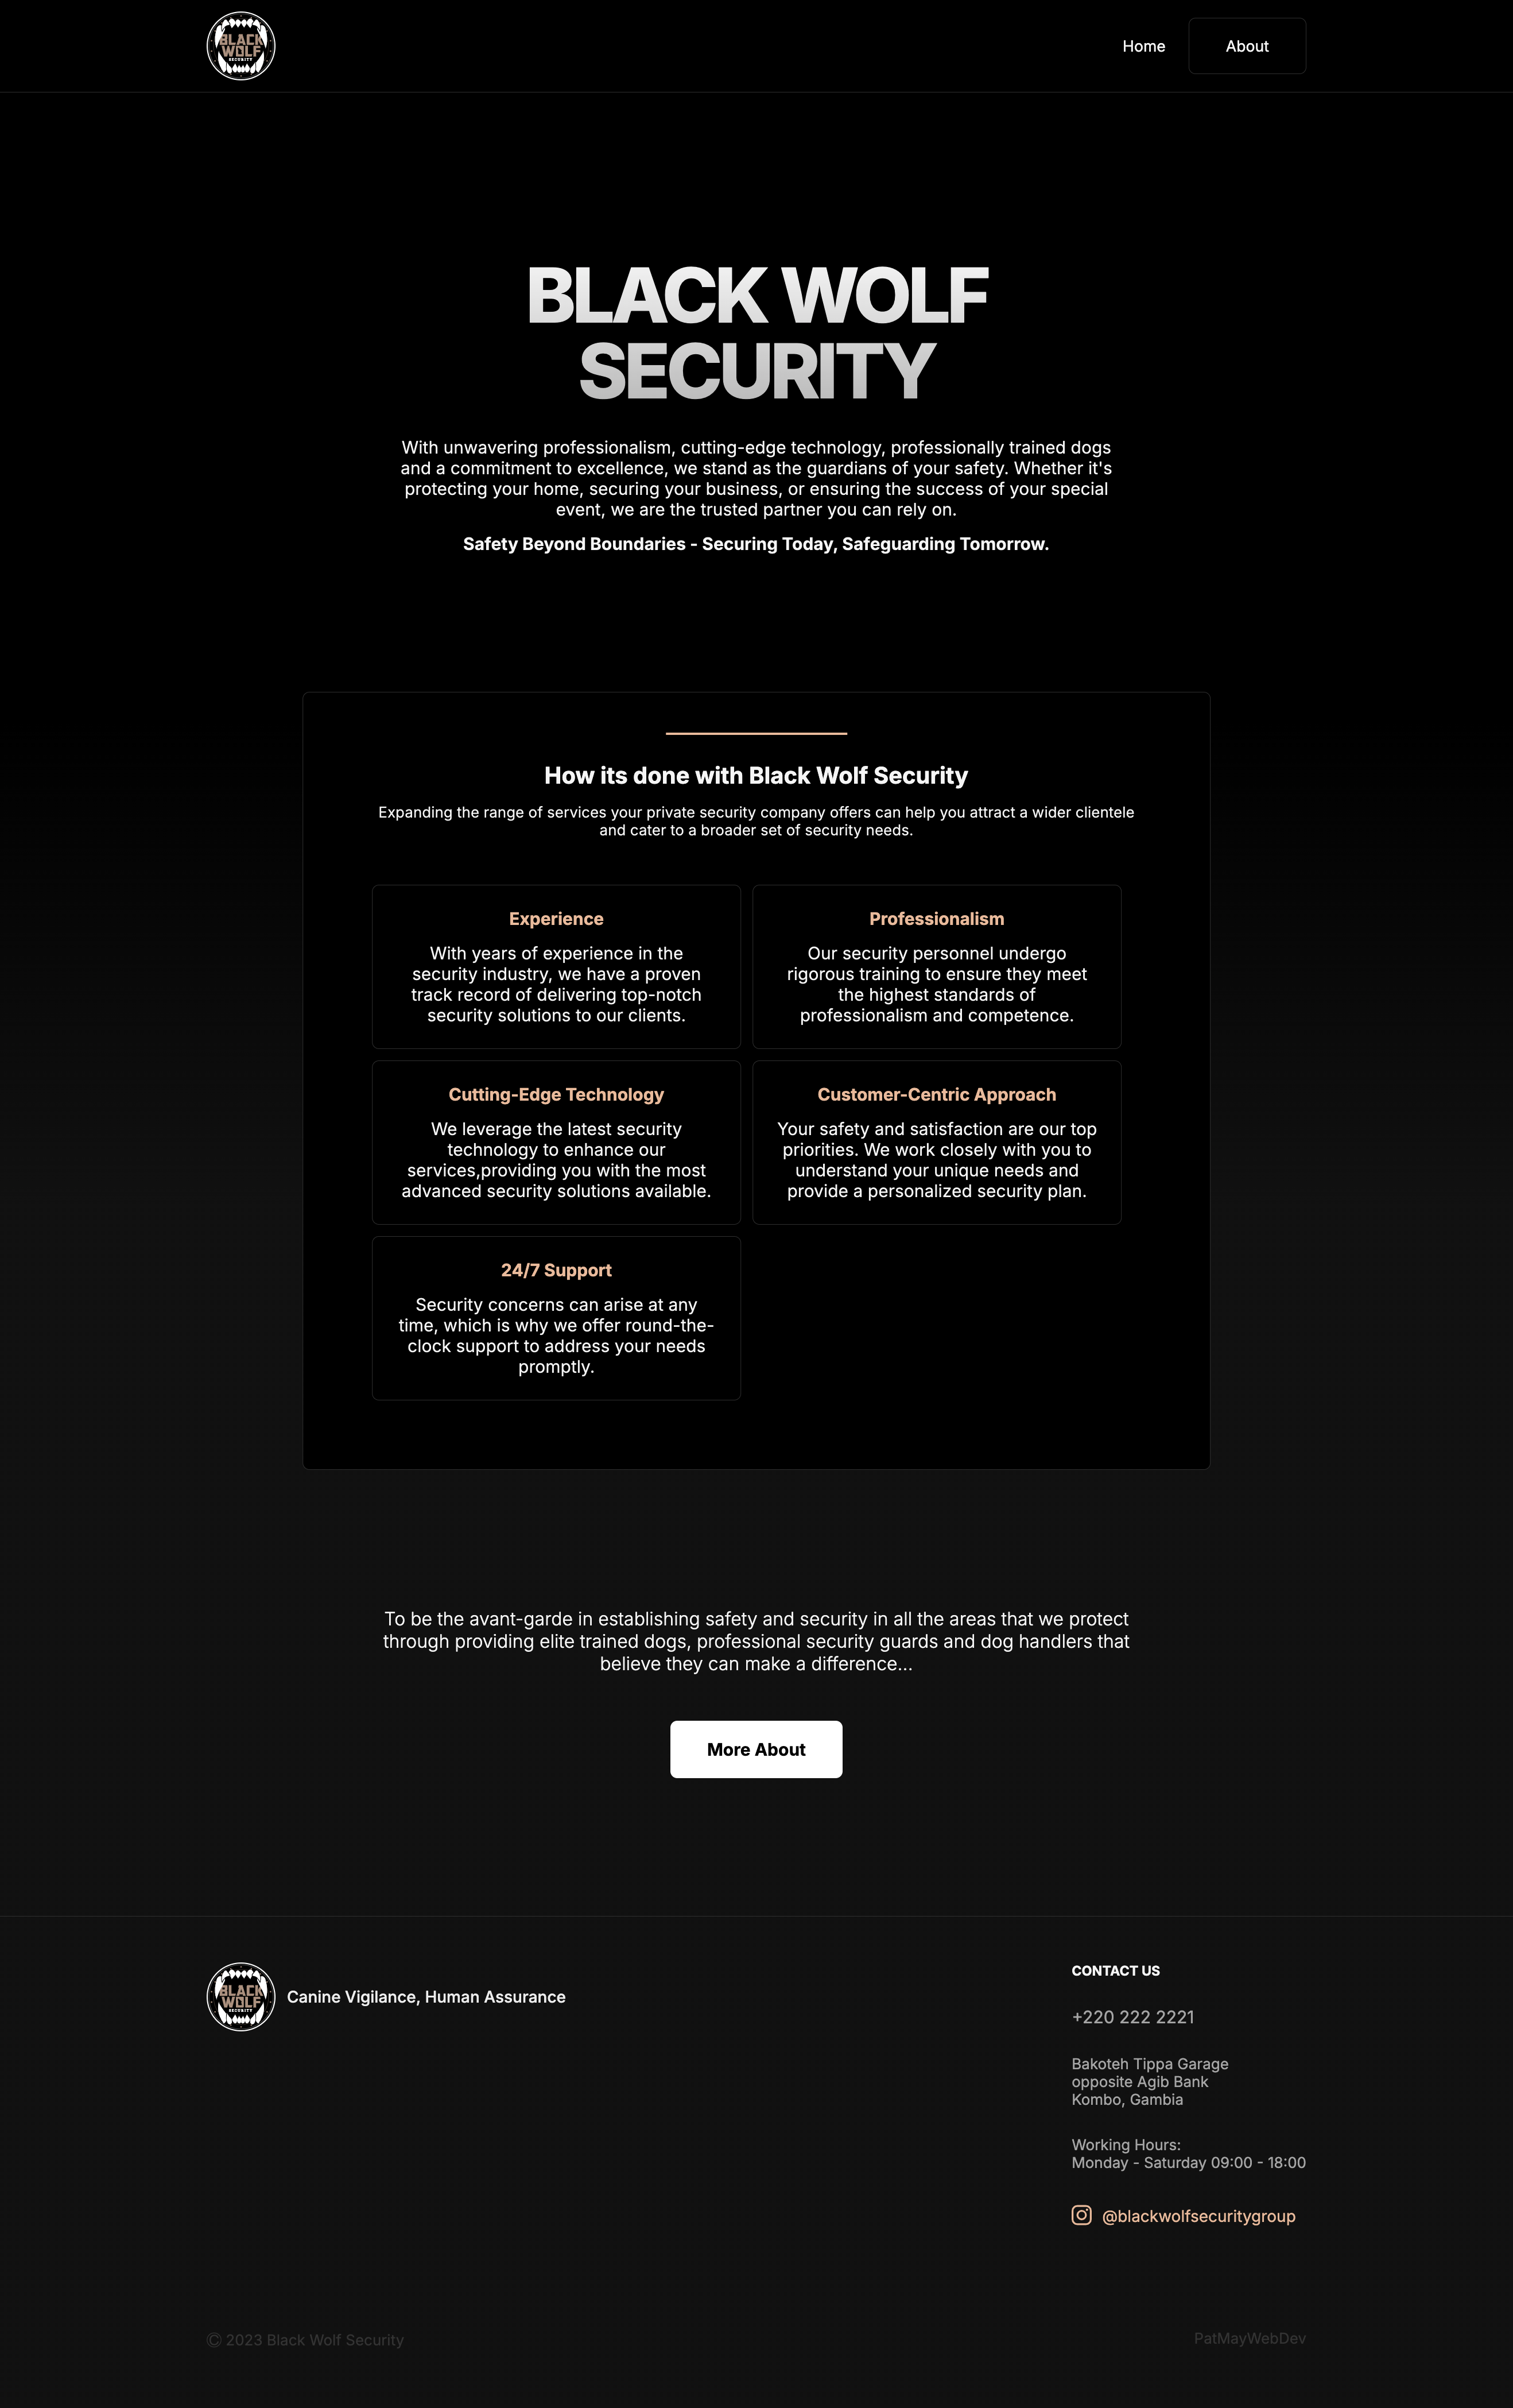 BLACK
WOLF
SECURITY
Home
About
BLACK WOLF
SECURITY
With unwavering professionalism, cutting-edge technology, professionally trained dogs
and a commitment to excellence, we stand as the guardians of your safety. Whether it's
protecting your home, securing your business, or ensuring the success of your special
event, we are the trusted partner you can rely on.
Safety Beyond Boundaries - Securing Today, Safeguarding Tomorrow.
How its done with Black Wolf Security
Expanding the range of services your private security company offers can help you attract a wider clientele
and cater to a broader set of security needs.
Experience
With years of experience in the
security industry, we have a proven
track record of delivering top-notch
security solutions to our clients.
Professionalism
Our security personnel undergo
rigorous training to ensure they meet
the highest standards of
professionalism and competence.
Cutting-Edge Technology
We leverage the latest security
technology to enhance our
services,providing you with the most
advanced security solutions available.
Customer-Centric Approach
Your safety and satisfaction are our top
priorities. We work closely with you to
understand your unique needs and
provide a personalized security plan.
24/7 Support
Security concerns can arise at any
time, which is why we offer round-the-
clock support to address your needs
promptly.
To be the avant-garde in establishing safety and security in all the areas that we protect
through providing elite trained dogs, professional security guards and dog handlers that
believe they can make a difference...
More About
BLACK
WOLF
SECURITY
Canine Vigilance, Human Assurance
CONTACT US
+220 222 2221
Bakoteh Tippa Garage
opposite Agib Bank
Kombo, Gambia
Working Hours:
Monday - Saturday 09:00 - 18:00
@blackwolfsecuritygroup
© 2023 Black Wolf Security
PatMayWebDev